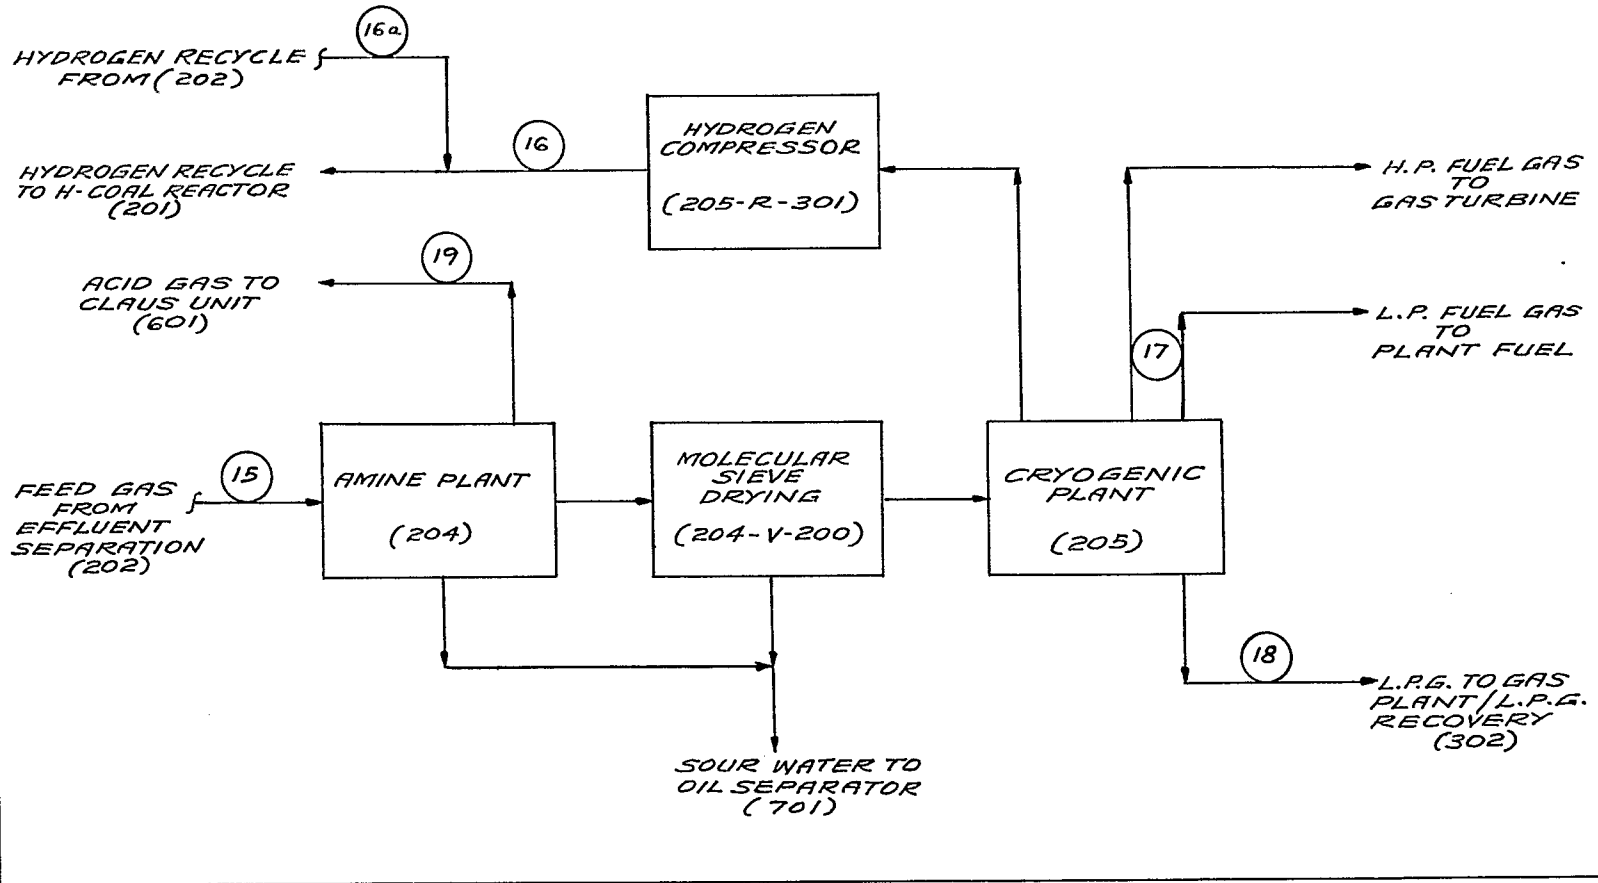 16a
HYDROGEN RECYCLE
FROM (202)
HYDROGEN
COMPRESSOR
(205-R-301)
16
HYDROGEN RECYCLE
TO H-COAL REACTOR
(201)
H.P. FUEL GAS
TO
GAS TURBINE
19
ACID GAS TO
CLAUS UNIT
(601)
L.P. FUEL GAS
TO
PLANT FUEL
17
15
FEED GAS
FROM
EFFLUENT
SEPARATION
(202)
AMINE PLANT
(204)
MOLECULAR
SIEVE
DRYING
(204-V-200)
CRYOGENIC
PLANT
(205)
18
L.P.G. TO GAS
PLANT/L.P.G.
RECOVERY
(302)
SOUR WATER TO
OIL SEPARATOR
(701)